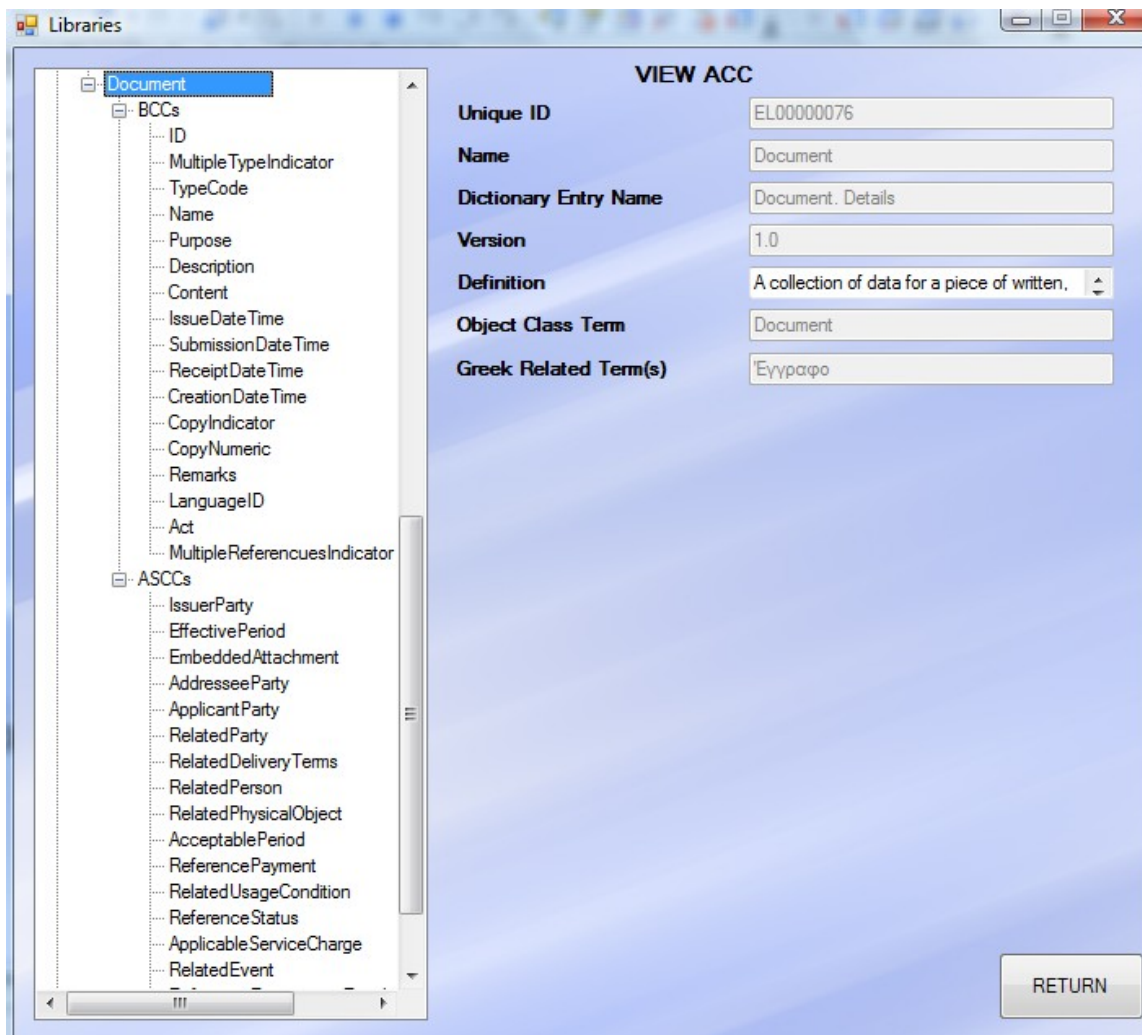 Libraries
Document
BCCs
ID
MultipleTypeIndicator
TypeCode
Name
Purpose
Description
Content
IssueDateTime
SubmissionDateTime
ReceiptDateTime
CreationDateTime
CopyIndicator
CopyNumeric
Remarks
LanguageID
Act
MultipleReferencuesIndicator
ASCCs
IssuerParty
EffectivePeriod
EmbeddedAttachment
AddresseeParty
ApplicantParty
RelatedParty
RelatedDeliveryTerms
RelatedPerson
RelatedPhysicalObject
AcceptablePeriod
ReferencePayment
RelatedUsageCondition
ReferenceStatus
ApplicableServiceCharge
RelatedEvent
VIEW ACC
Unique ID EL00000076
Name Document
Dictionary Entry Name Document. Details
Version 1.0
Definition A collection of data for a piece of written,
Object Class Term Document
Greek Related Term(s) Έγγραφο
RETURN